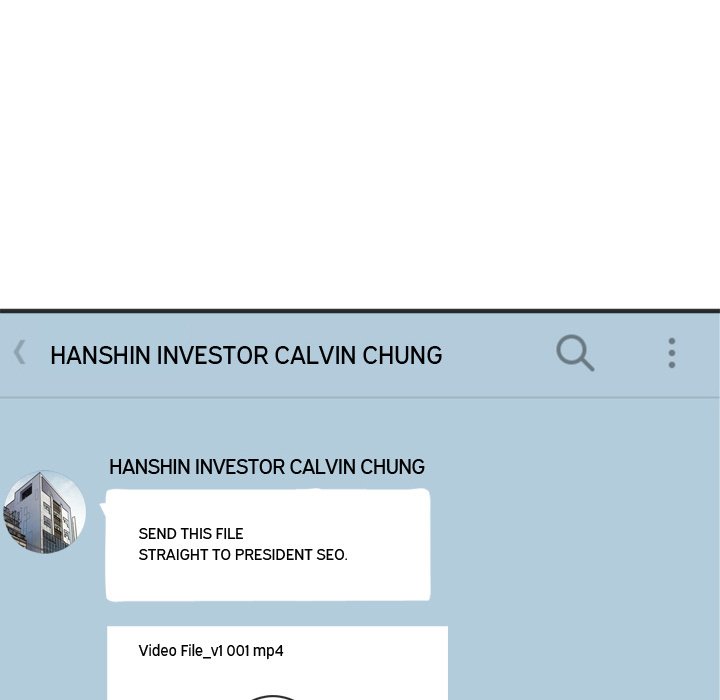 HANSHIN INVESTOR CALVIN CHUNG
HANSHIN INVESTOR CALVIN CHUNG
SEND THIS FILE
STRAIGHT TO PRESIDENT SEO.
Video File_v1 001 mp4